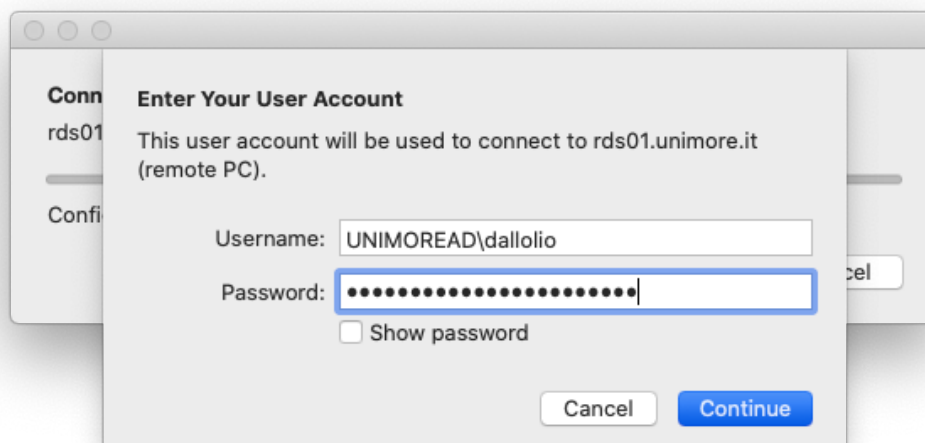 Conn
rds01
Confi
cel
Enter Your User Account
This user account will be used to connect to rds01.unimore.it
(remote PC).
Username: UNIMOREAD\dallolio
Password: •••••••••••••••••••••••
Show password
Cancel Continue